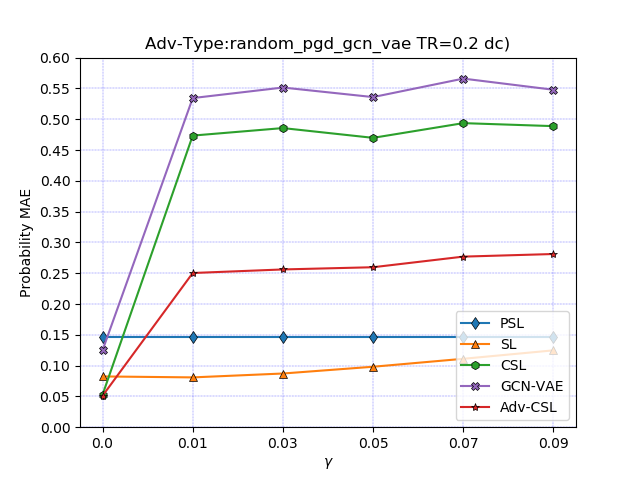 Adv-Type:random_pgd_gcn_vae TR=0.2 dc)
Probability MAE
0.60
0.55
0.50
0.45
0.40
0.35
0.30
0.25
0.20
0.15
0.10
0.05
0.00
PSL
SL
CSL
GCN-VAE
Adv-CSL
0.0 0.01 0.03 0.05 0.07 0.09
γ